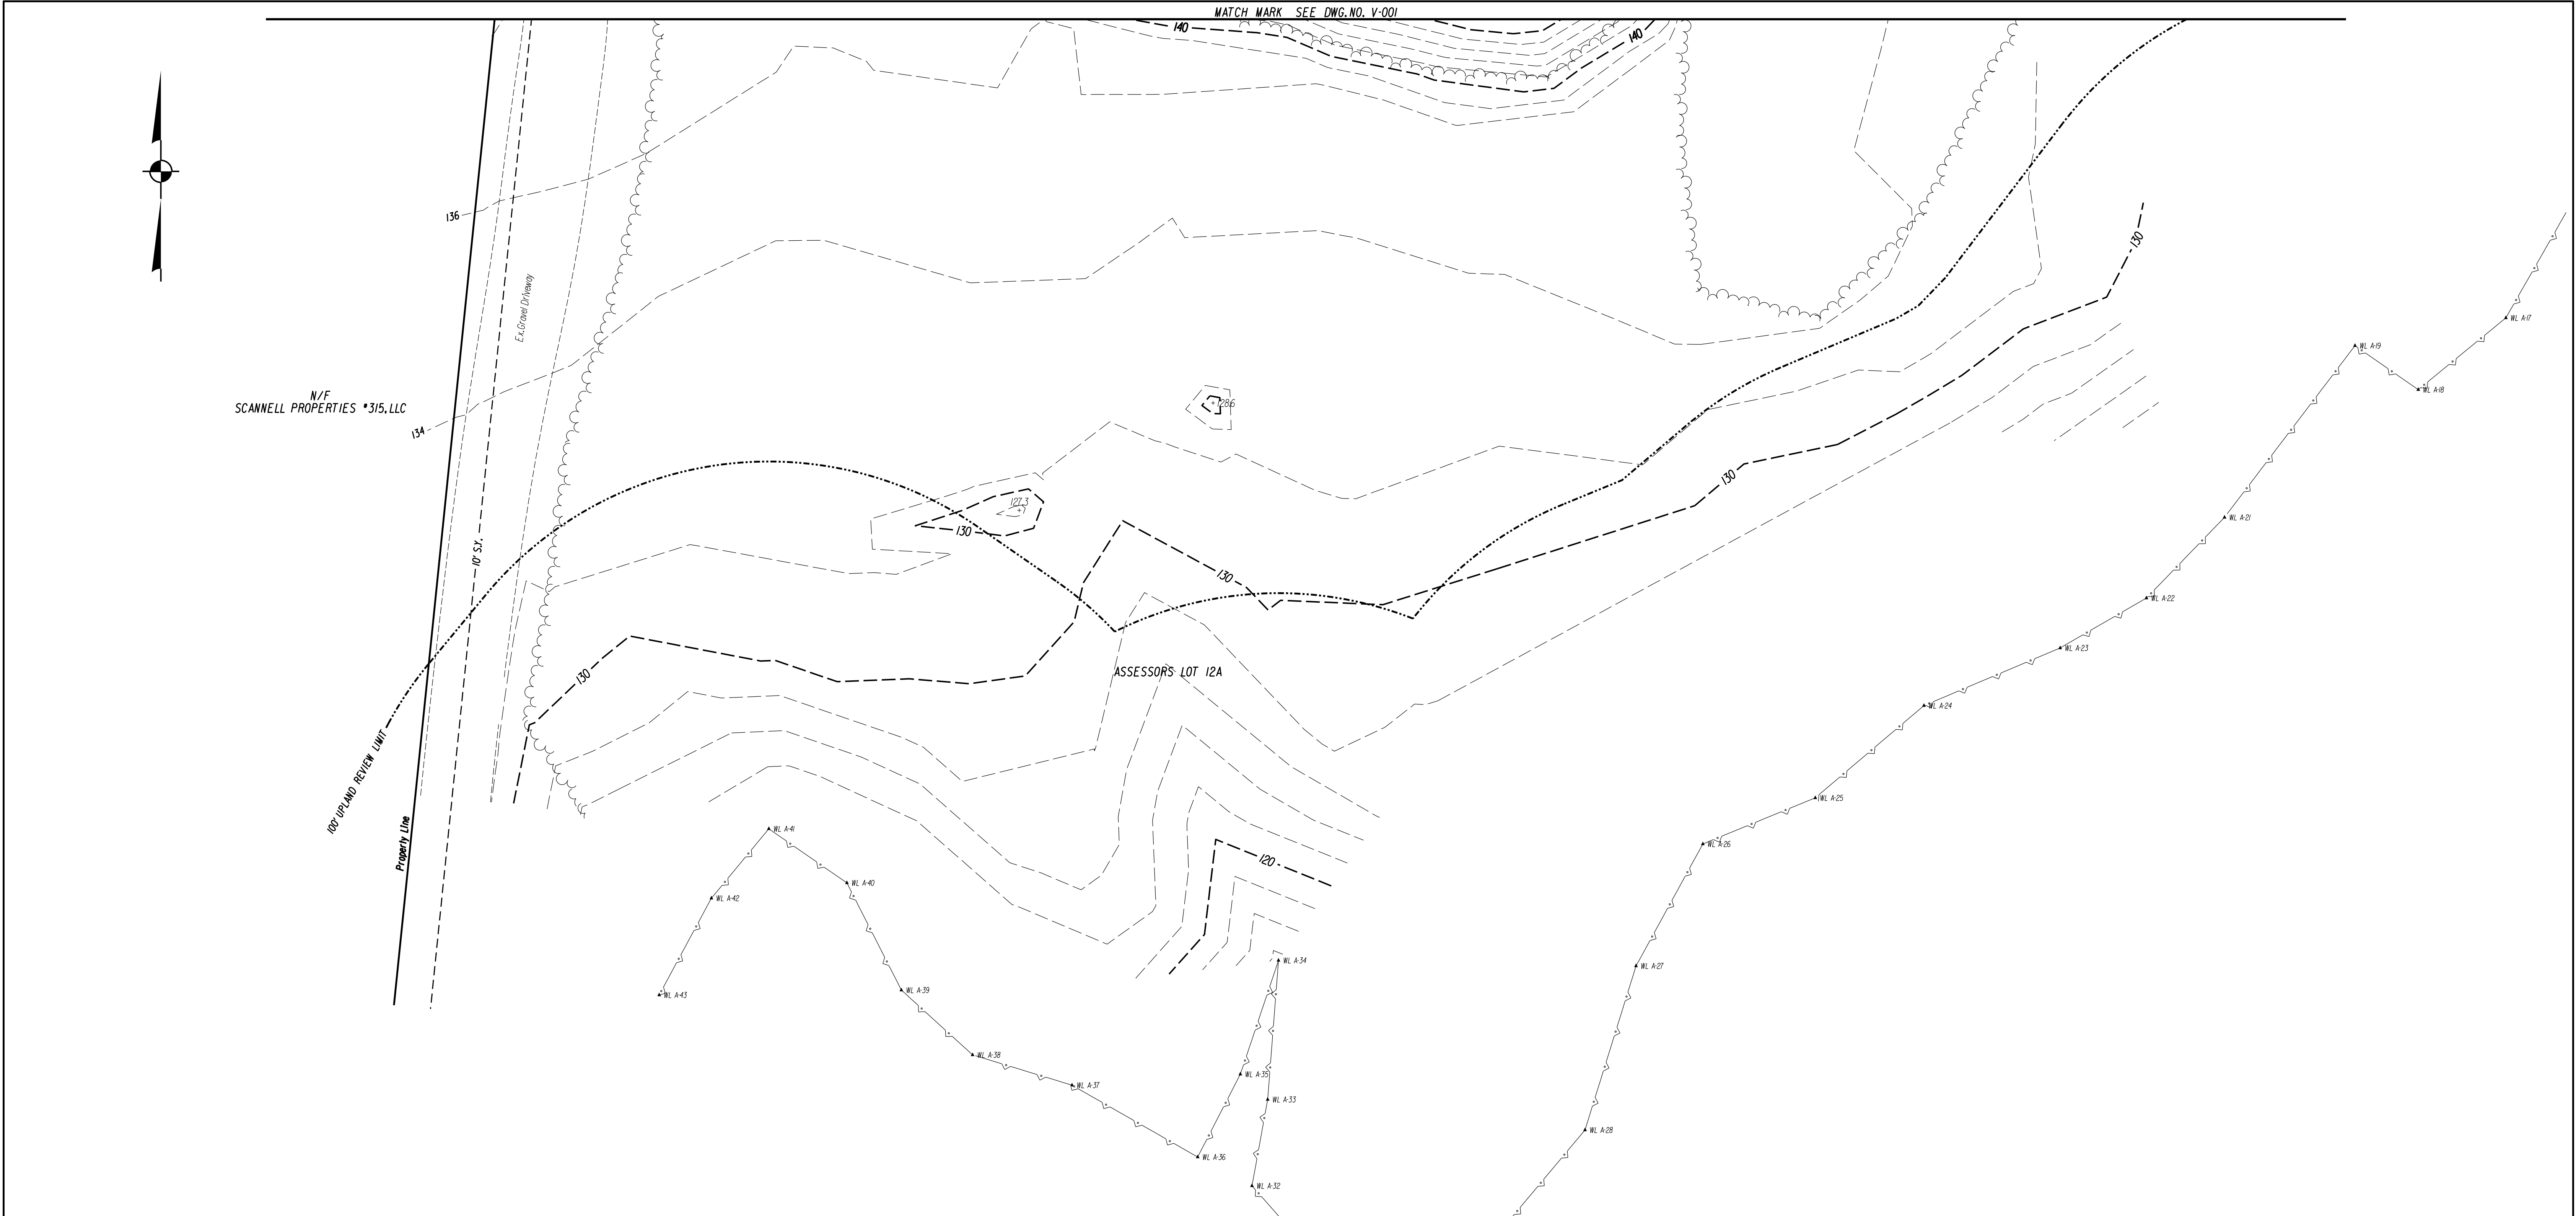 MATCH MARK SEE DWG. NO. V-001
140
140
136
130
Ex. Gravel Driveway
WL A-17
WL A-19
WL A-18
N/F
SCANNELL PROPERTIES #315, LLC
128.6
134
130
127.3
130
WL A-21
10' S.Y.
130
WL A-22
WL A-23
130
ASSESSORS LOT 12A
WL A-24
100' UPLAND REVIEW LIMIT
WL A-25
Property Line
WL A-41
WL A-26
120
WL A-40
WL A-42
WL A-34
WL A-27
WL A-39
WL A-43
WL A-38
WL A-35
WL A-37
WL A-33
WL A-28
WL A-36
WL A-32